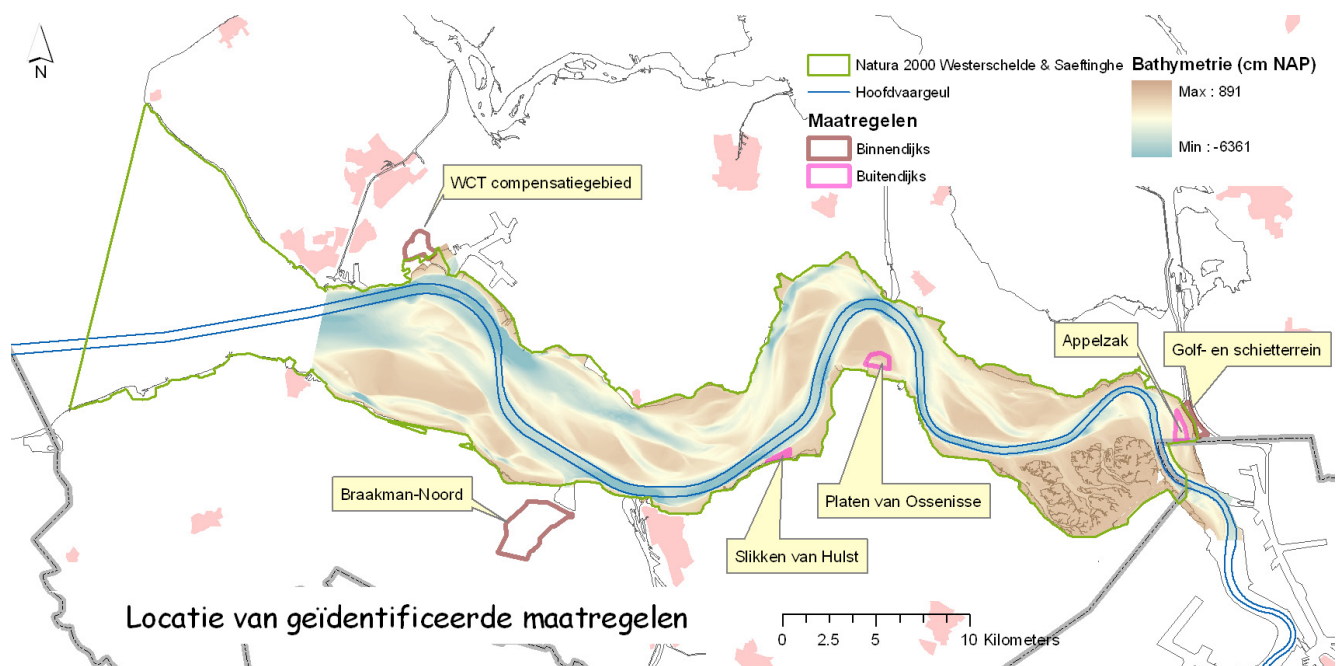 N
Natura 2000 Westerschelde & Saeftinghe
Hoofdvaargeul
Maatregelen
Binnendijks
Buitendijks
Bathymetrie (cm NAP)
Max : 891
Min : -6361
WCT compensatiegebied
Appelzak
Golf- en schietterrein
Braakman-Noord
Platen van Ossenisse
Slikken van Hulst
Locatie van geïdentificeerde maatregelen
0 2.5 5 10 Kilometers